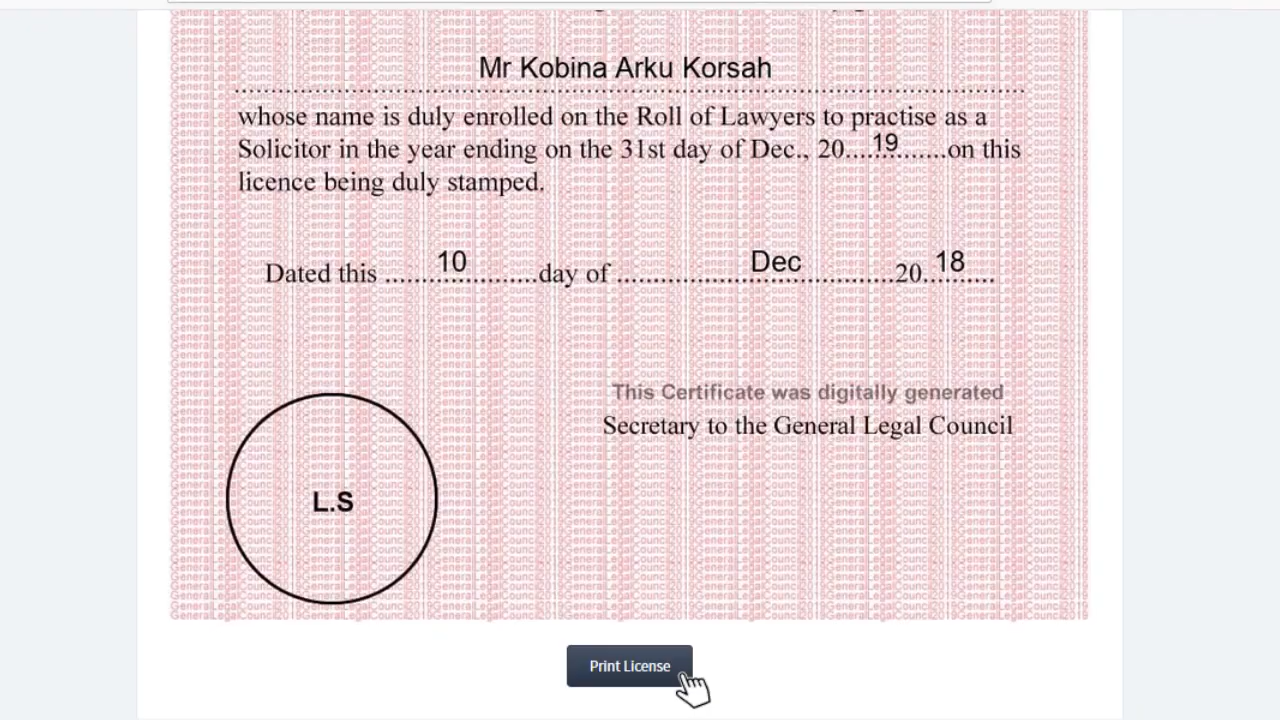 Mr Kobina Arku Korsah
whose name is duly enrolled on the Roll of Lawyers to practise as a
Solicitor in the year ending on the 31st day of Dec., 20....19.......on this
licence being duly stamped.
Dated this .....10..........day of ..................Dec.............20..18....
This Certificate was digitally generated
Secretary to the General Legal Council
L.S
Print License